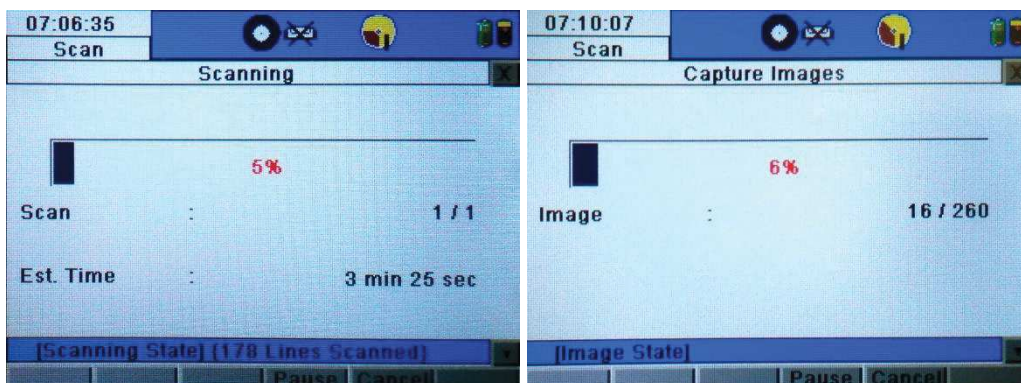 07:06:35
Scan
Scanning
X
5%
Scan : 1 / 1
Est. Time : 3 min 25 sec
[Scanning State] (178 Lines Scanned)
Pause Cancel
07:10:07
Scan
Capture Images
X
6%
Image : 16 / 260
[Image State]
Pause Cancel